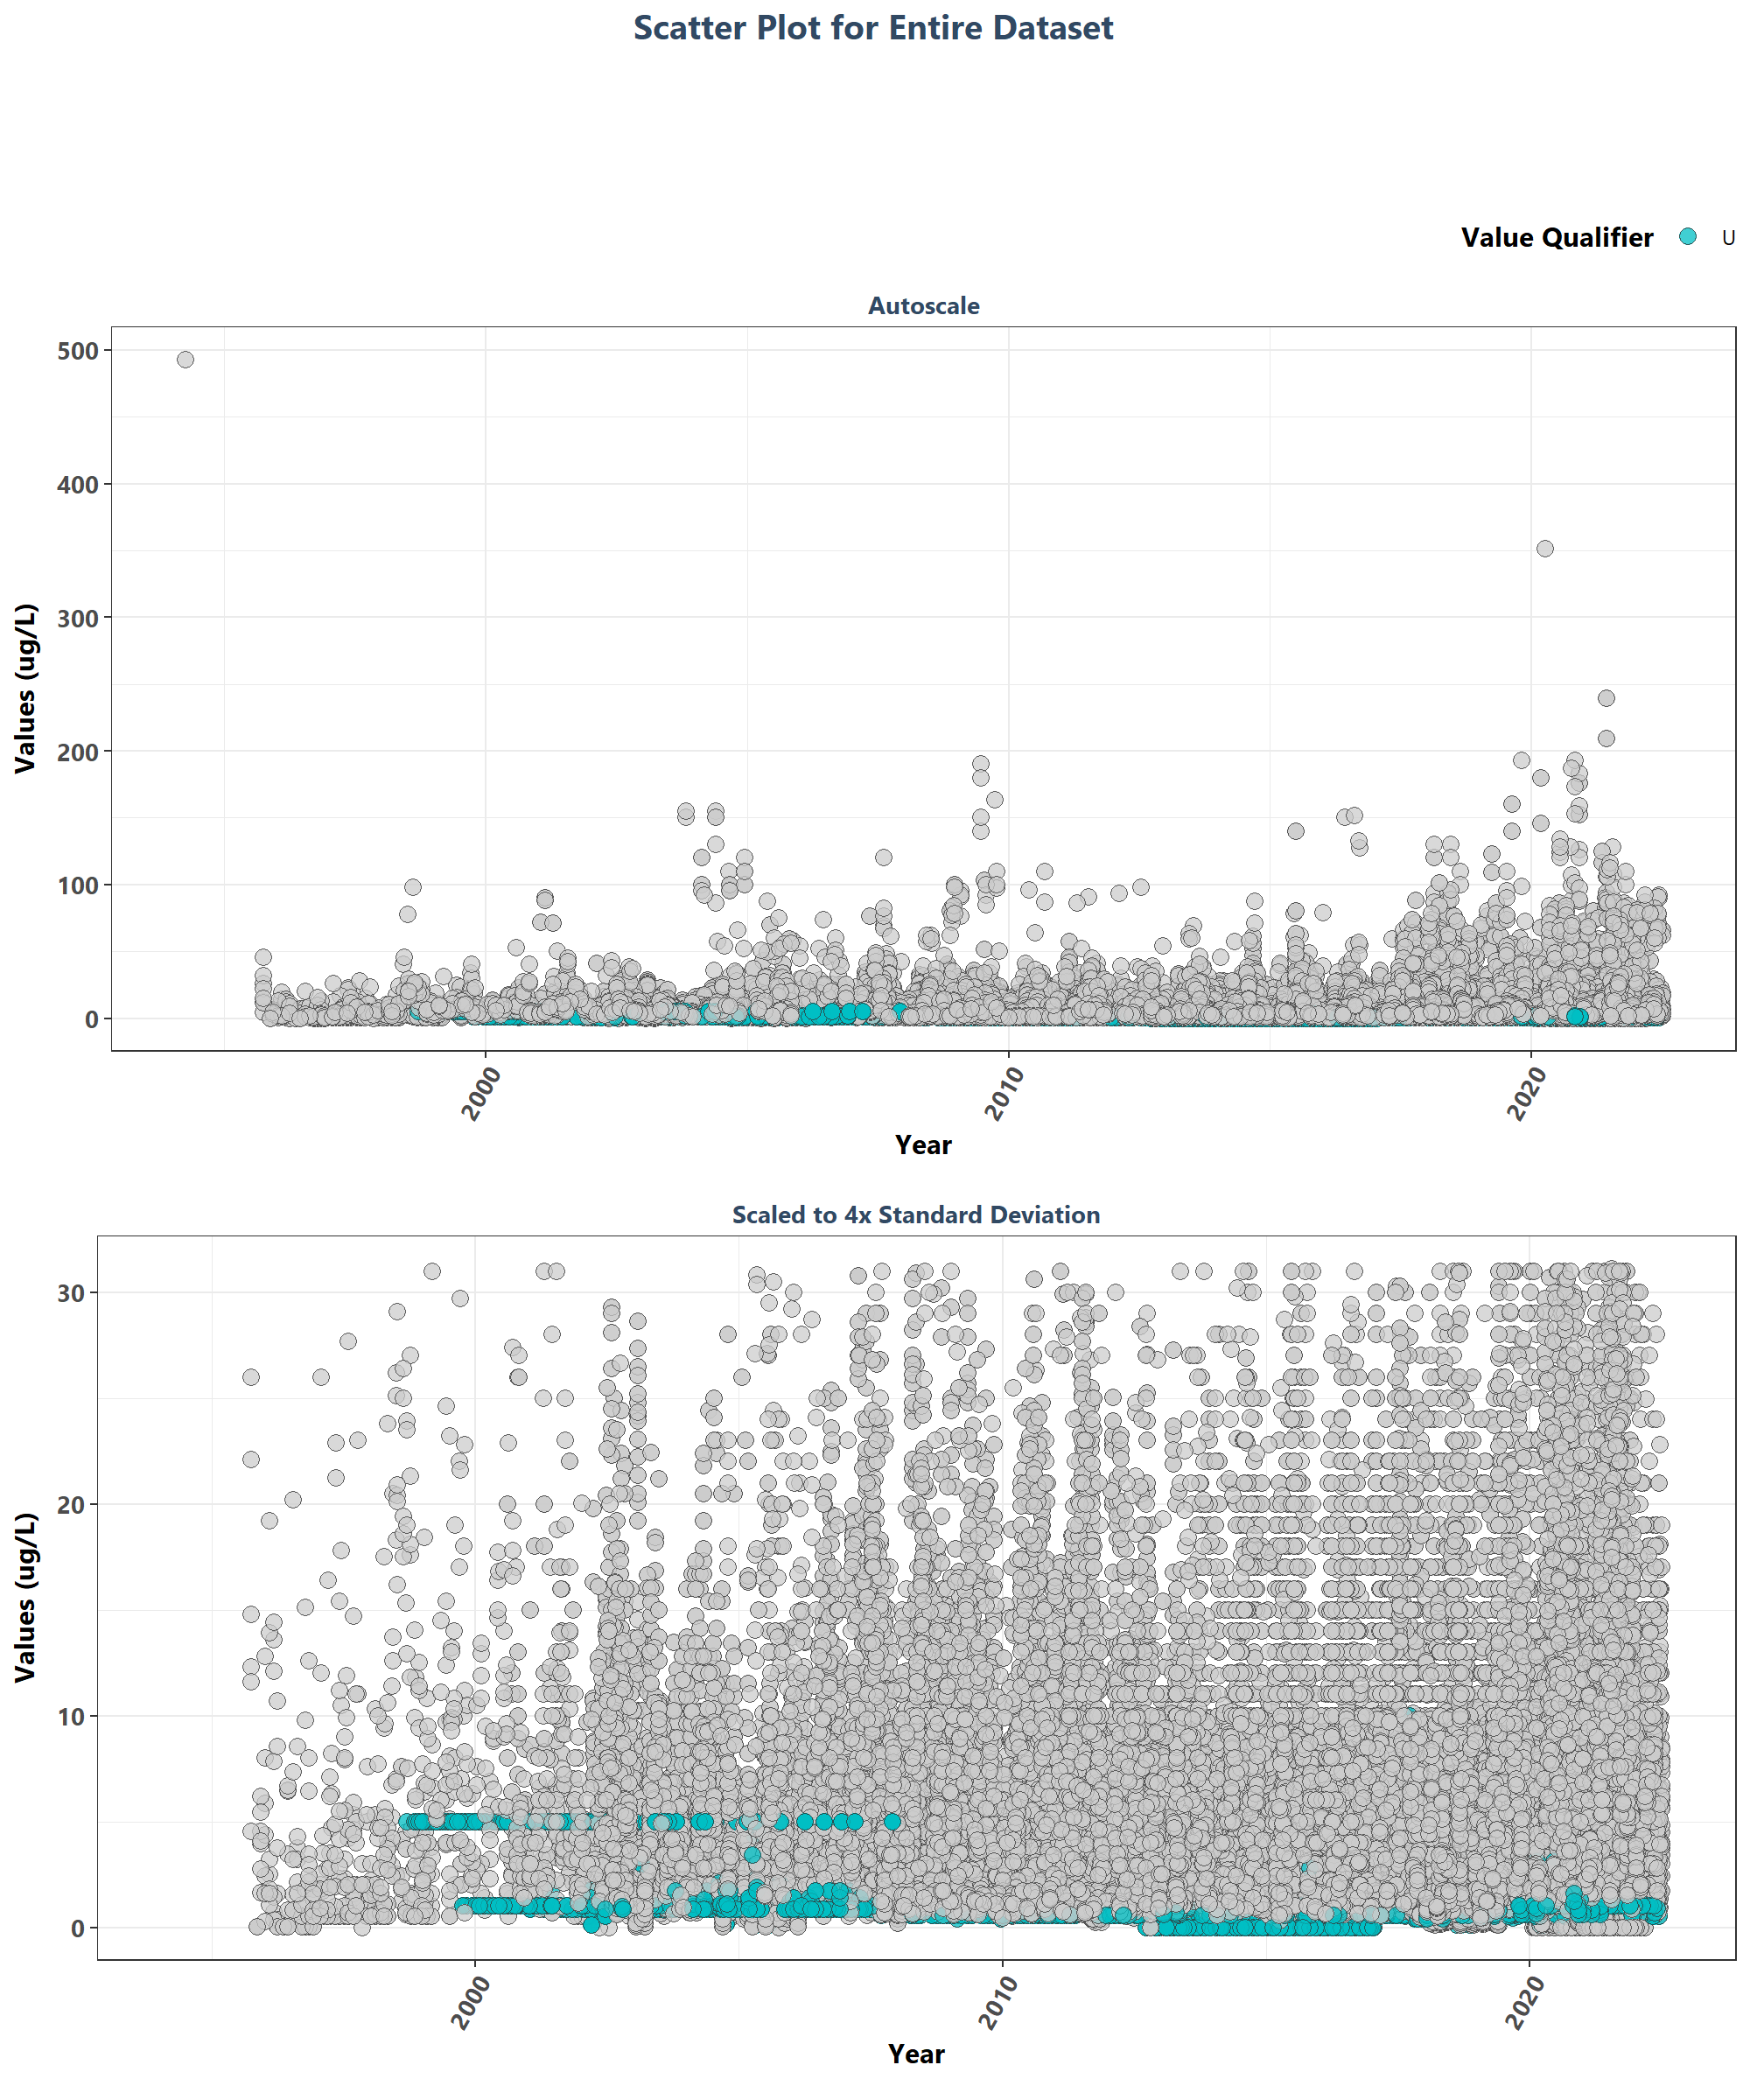 Scatter Plot for Entire Dataset
Value Qualifier U
Autoscale
500
400
300
200
100
0
Values (ug/L)
2000 2010 2020
Year
Scaled to 4x Standard Deviation
30
20
10
0
Values (ug/L)
2000 2010 2020
Year